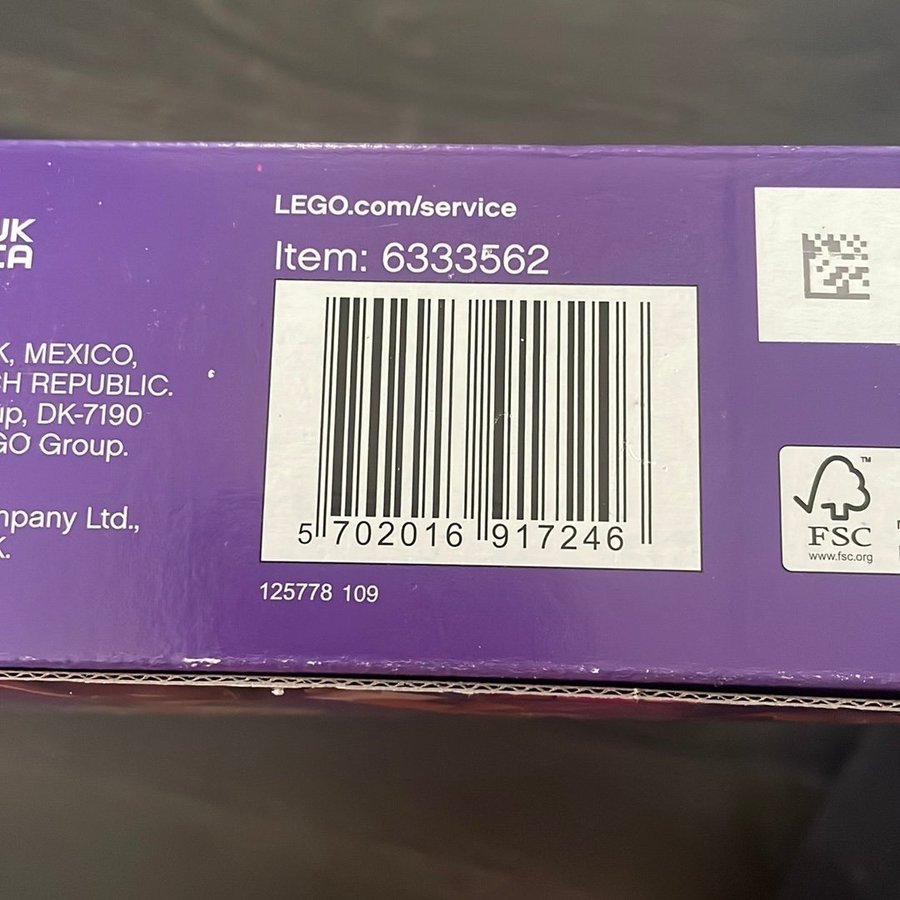 UK
CA
K, MEXICO,
CH REPUBLIC.
up, DK-7190
GO Group.
mpany Ltd.,
K.
LEGO.com/service
Item: 6333562
5 702016 917246
125778 109
FSC
™
www.fsc.org